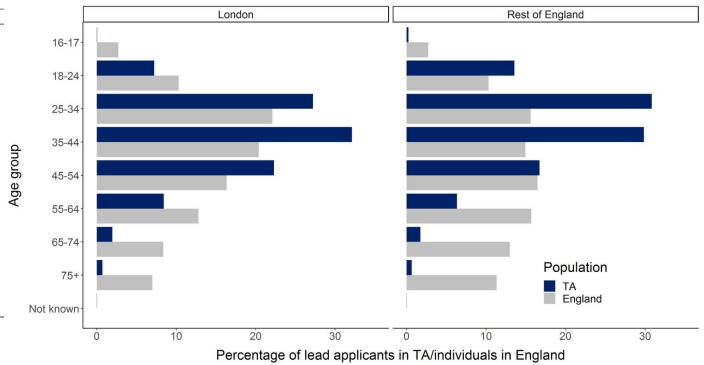 London
Rest of England
Age group
16-17
18-24
25-34
35-44
45-54
55-64
65-74
75+
Not known
Population
TA
England
0 10 20 30 0 10 20 30
Percentage of lead applicants in TA/individuals in England